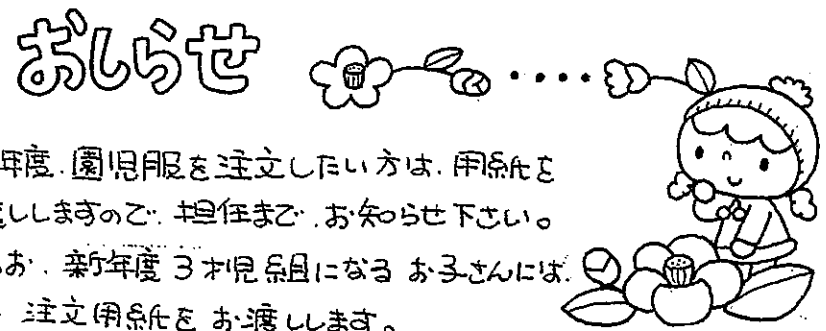 おしらせ
年度.園児服を注文したい方は.用紙を
しますので.担任まで.お知らせ下さい。
お.新年度3才児組になるお子さんには.
注文用紙をお渡しします。